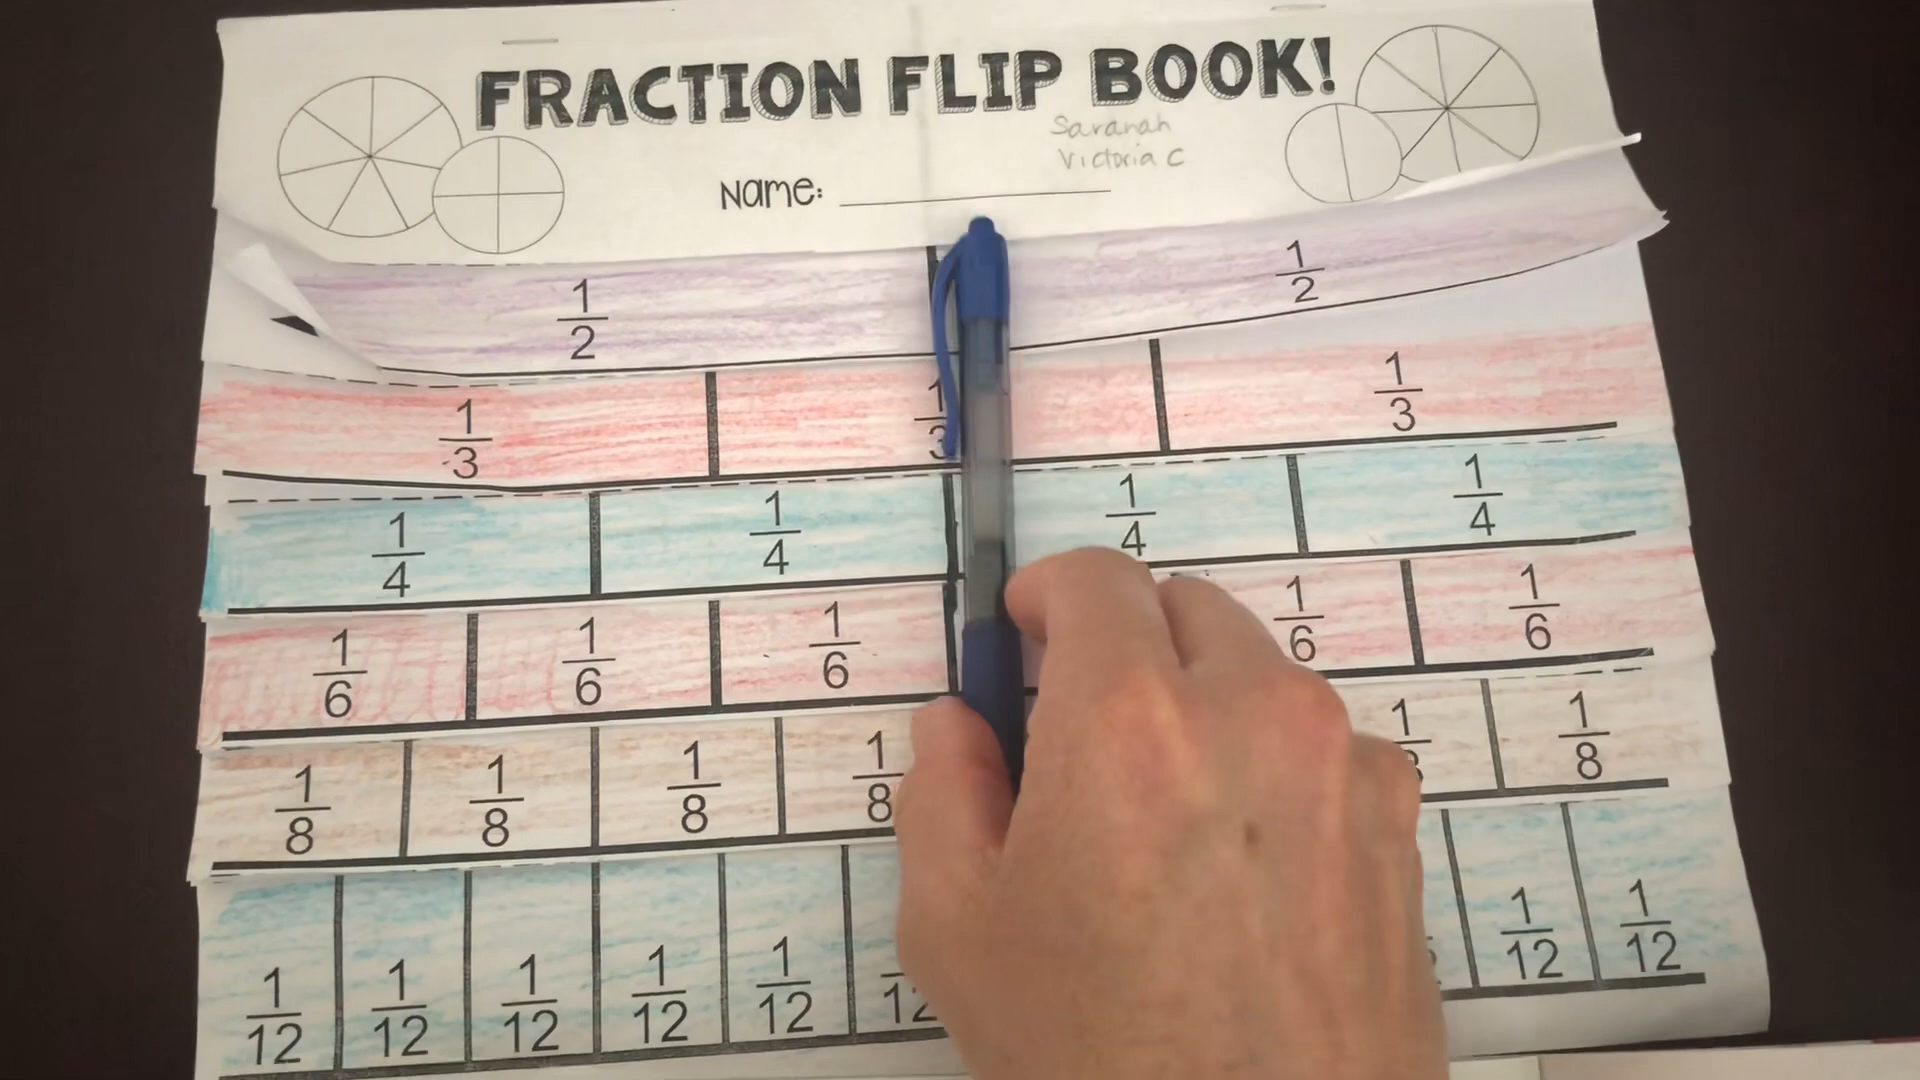 FRACTION FLIP BOOK!
Saranah
Victoria C
Name:
1/2 1/2
1/3 1/3 1/3
1/4 1/4 1/4 1/4
1/6 1/6 1/6 1/6 1/6
1/8 1/8 1/8 1/8 1/8
1/12 1/12 1/12 1/12 1/12 1/12 1/12